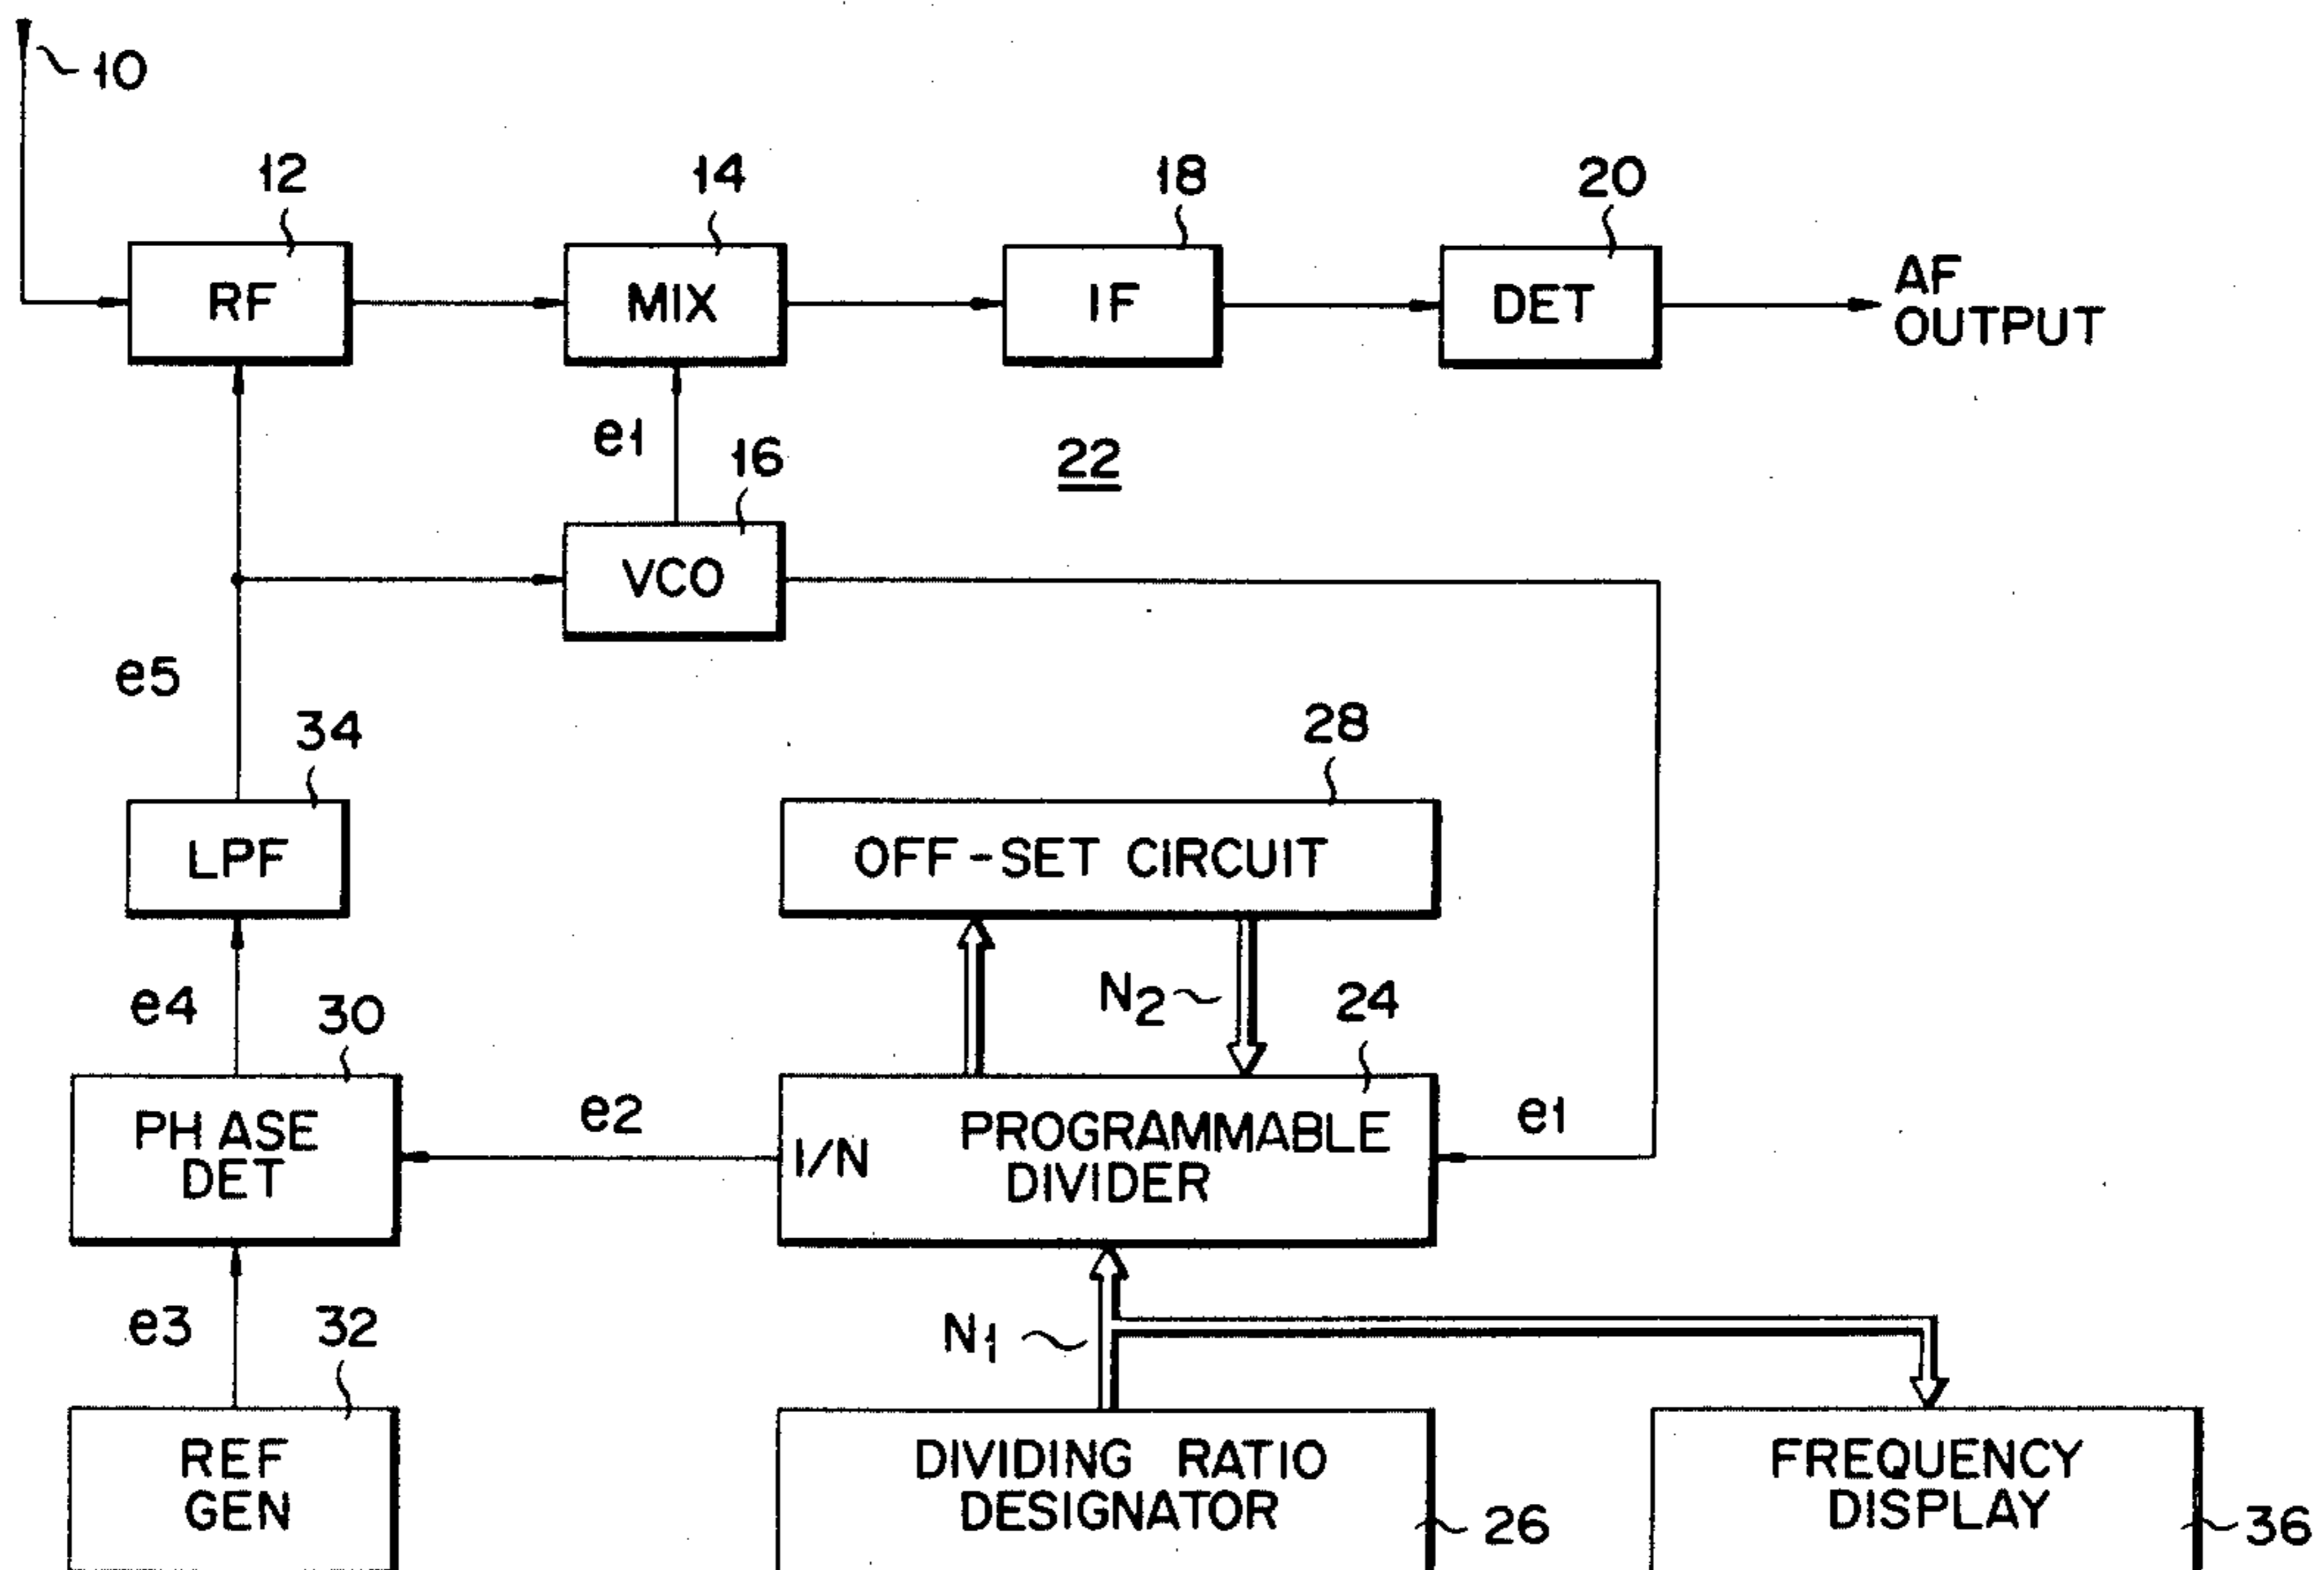 10
12
14
18
20
RF
MIX
IF
DET
AF
OUTPUT
e1
16
22
VCO
e5
34
28
LPF
OFF-SET CIRCUIT
e4
30
N2
24
PHASE
DET
e2
1/N
PROGRAMMABLE
DIVIDER
e1
e3
32
N1
REF
GEN
DIVIDING RATIO
DESIGNATOR
26
FREQUENCY
DISPLAY
36